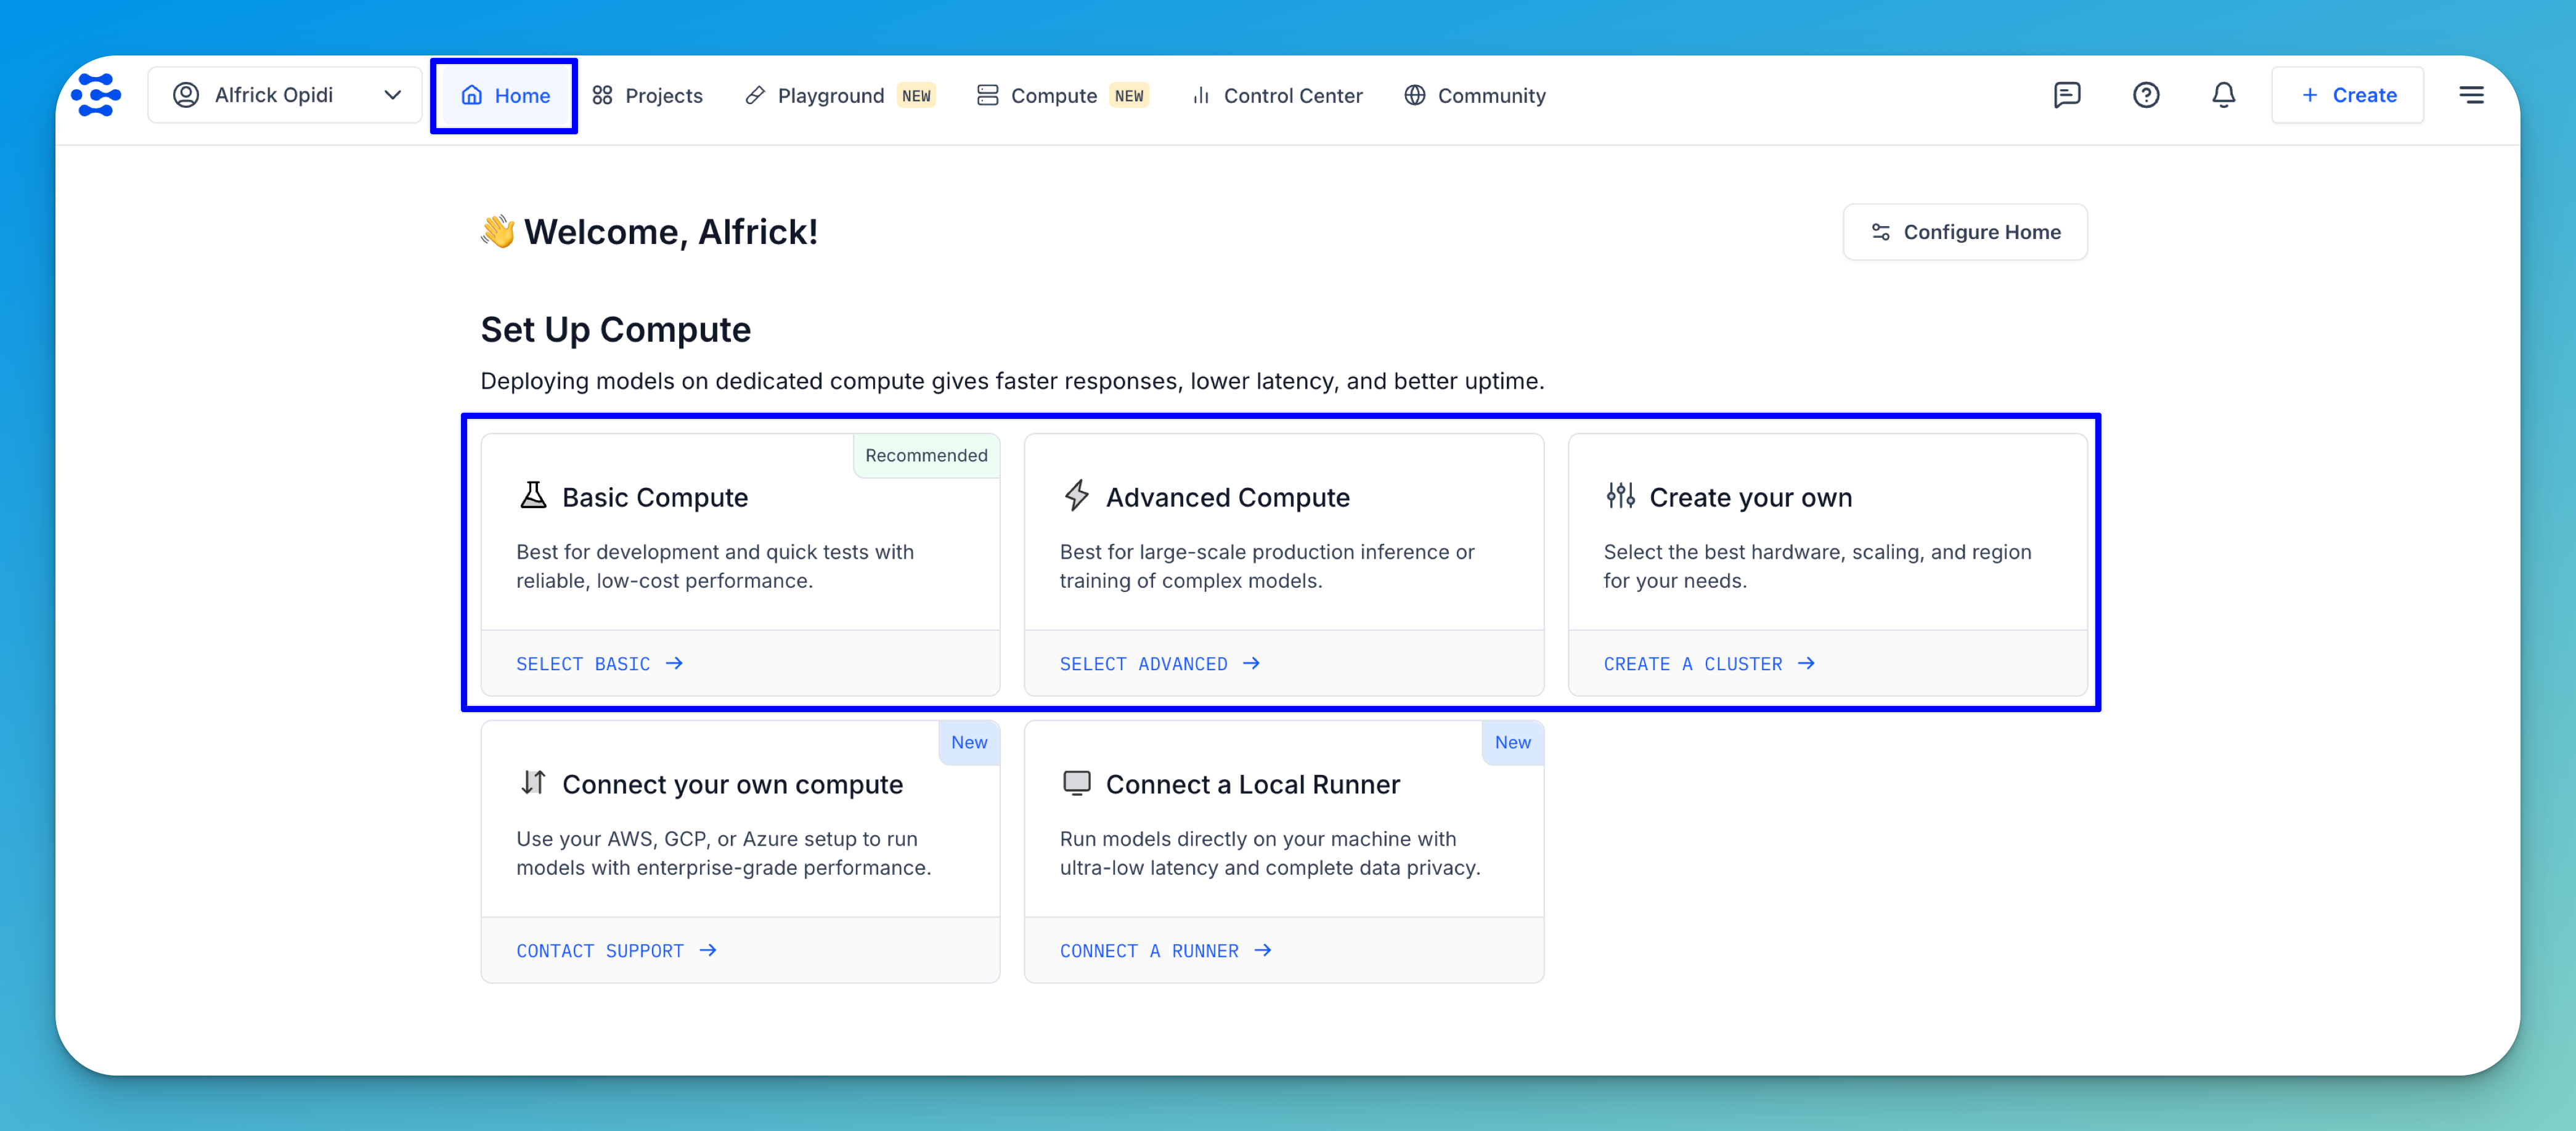 Alfrick Opidi
Home
Projects
Playground NEW
Compute NEW
Control Center
Community
+ Create
👋 Welcome, Alfrick!
Configure Home
Set Up Compute
Deploying models on dedicated compute gives faster responses, lower latency, and better uptime.
Recommended
Basic Compute
Best for development and quick tests with
reliable, low-cost performance.
SELECT BASIC →
Advanced Compute
Best for large-scale production inference or
training of complex models.
SELECT ADVANCED →
Create your own
Select the best hardware, scaling, and region
for your needs.
CREATE A CLUSTER →
New
Connect your own compute
Use your AWS, GCP, or Azure setup to run
models with enterprise-grade performance.
CONTACT SUPPORT →
New
Connect a Local Runner
Run models directly on your machine with
ultra-low latency and complete data privacy.
CONNECT A RUNNER →